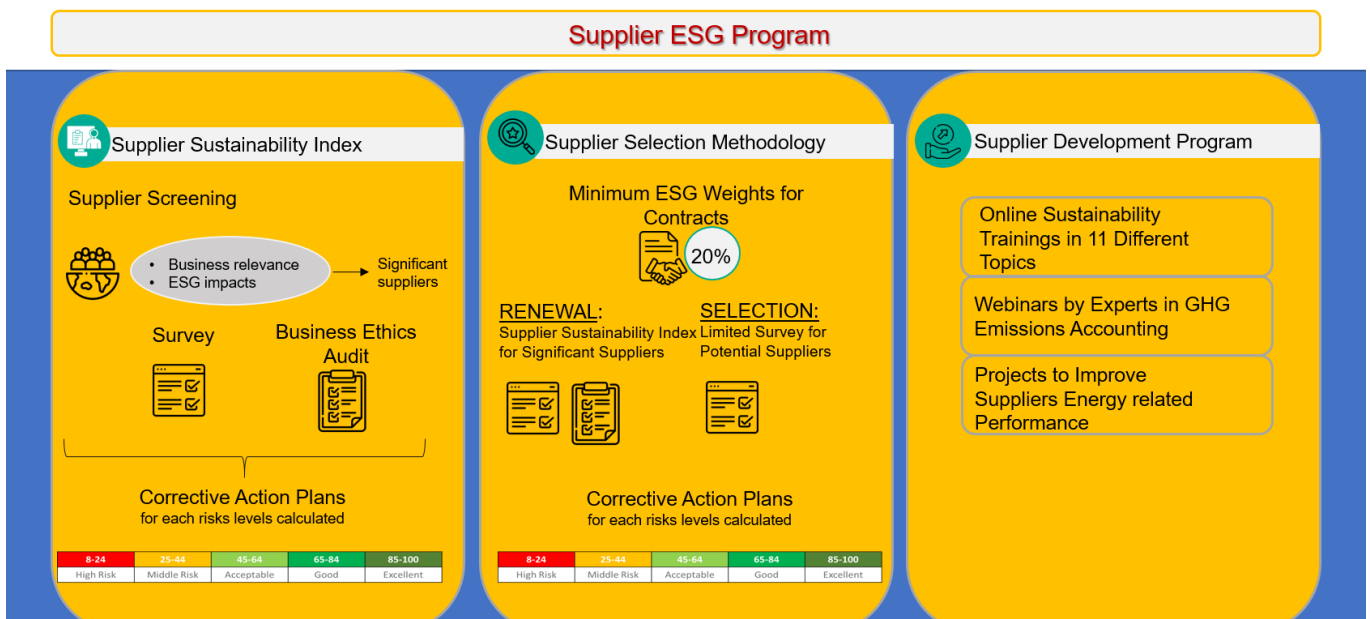 Supplier ESG Program
Supplier Sustainability Index
Supplier Screening
• Business relevance
• ESG impacts
Significant
suppliers
Survey
Business Ethics
Audit
Corrective Action Plans
for each risks levels calculated
8-24 25-44 45-64 65-84 85-100
High Risk Middle Risk Acceptable Good Excellent
Supplier Selection Methodology
Minimum ESG Weights for
Contracts
20%
RENEWAL:
Supplier Sustainability Index
for Significant Suppliers
SELECTION:
Limited Survey for
Potential Suppliers
Corrective Action Plans
for each risks levels calculated
8-24 25-44 45-64 65-84 85-100
High Risk Middle Risk Acceptable Good Excellent
Supplier Development Program
Online Sustainability
Trainings in 11 Different
Topics
Webinars by Experts in GHG
Emissions Accounting
Projects to Improve
Suppliers Energy related
Performance